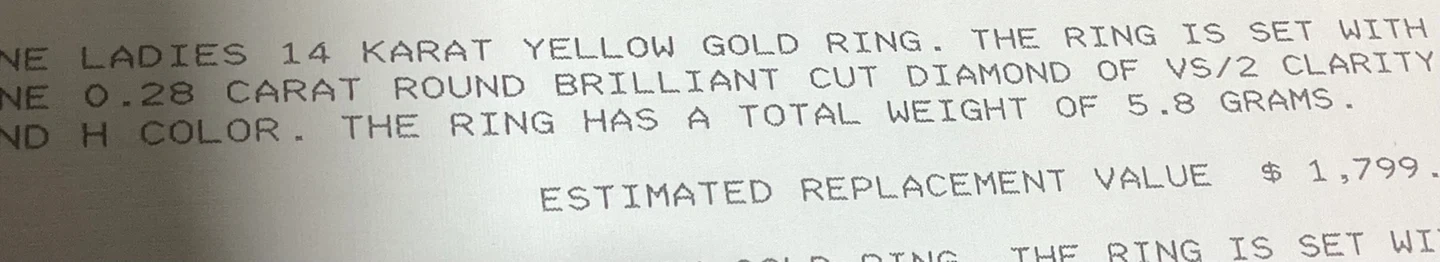 NE LADIES 14 KARAT YELLOW GOLD RING. THE RING IS SET WITH
NE 0.28 CARAT ROUND BRILLIANT CUT DIAMOND OF VS/2 CLARITY
ND H COLOR. THE RING HAS A TOTAL WEIGHT OF 5.8 GRAMS.
ESTIMATED REPLACEMENT VALUE $ 1,799.
GOLD RING. THE RING IS SET WI